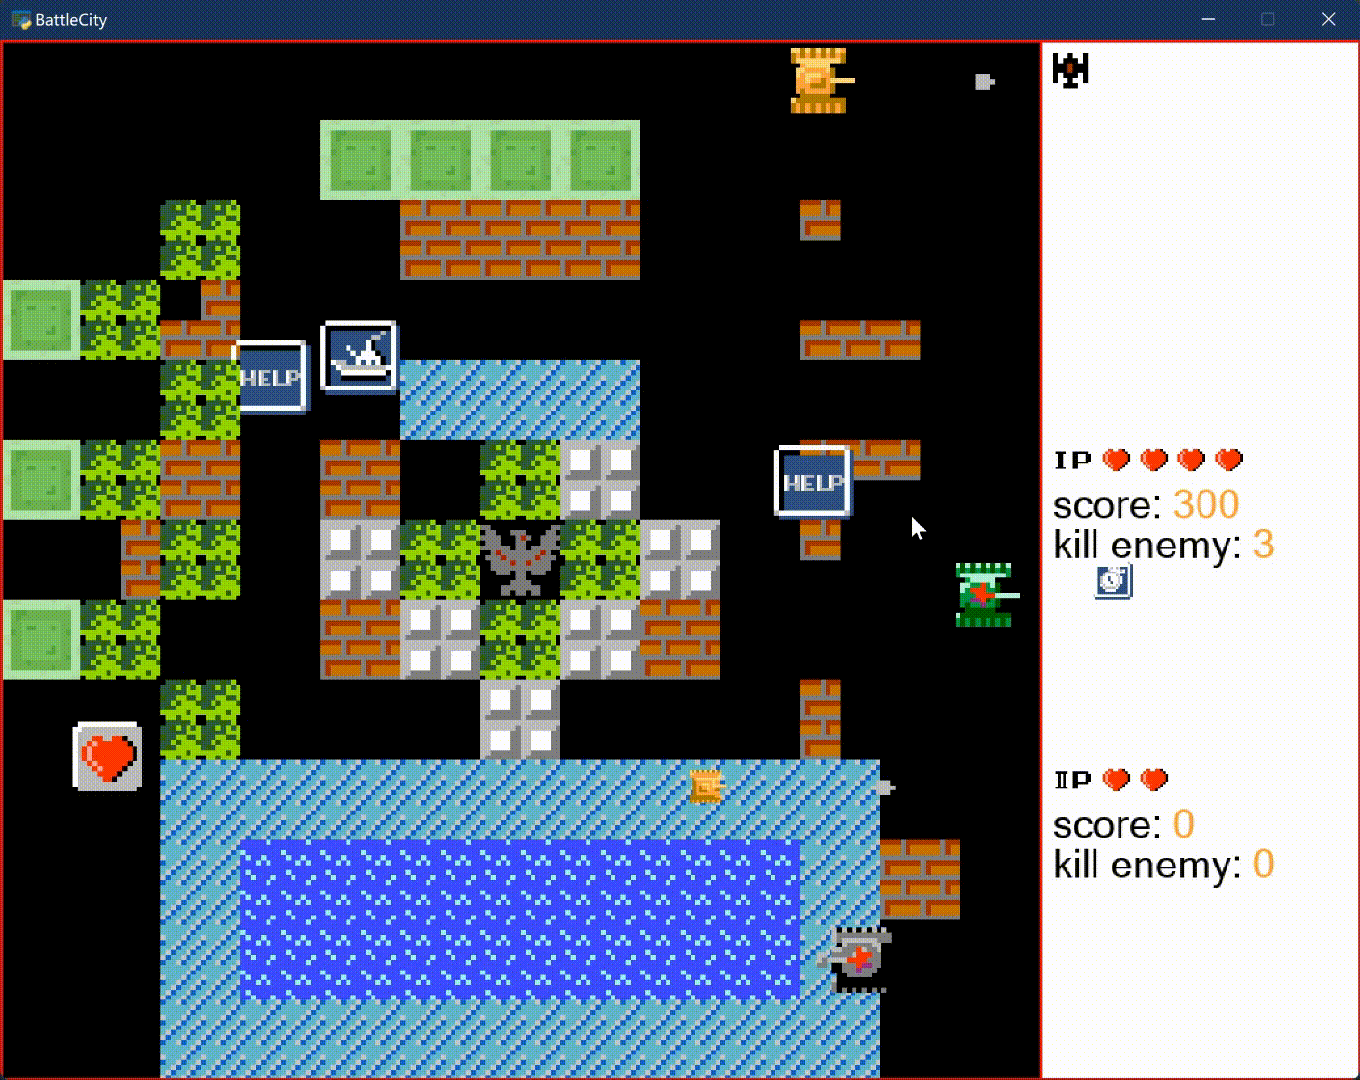 BattleCity
HELP
HELP
IP
score: 300
kill enemy: 3
IIP
score: 0
kill enemy: 0